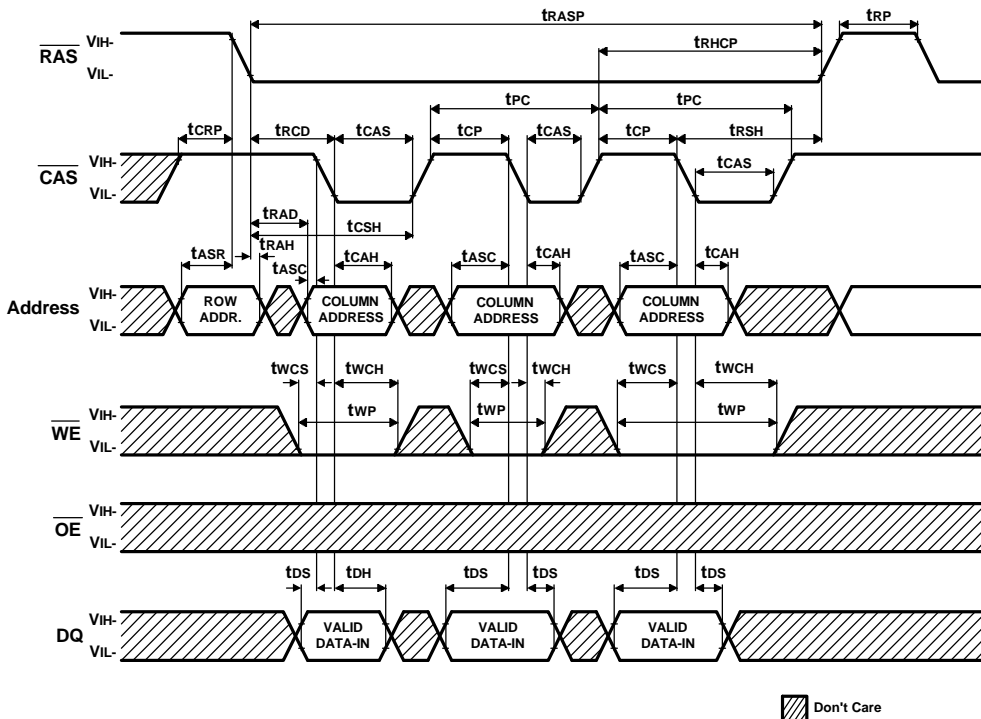 tRASP tRP
VIH-
RAS tRHCP
VIL-
tPC tPC
tCRP tRCD tCAS tCP tCAS tCP tRSH
VIH-
CAS tCAS
VIL-
tRAD
tCSH
tASR tRAH
tASC tCAH tASC tCAH tASC tCAH
VIH-
Address ROW ADDR. COLUMN ADDRESS COLUMN ADDRESS COLUMN ADDRESS
VIL-
tWCS tWCH tWCS tWCH tWCS tWCH
VIH- tWP tWP tWP
WE
VIL-
VIH-
OE
VIL-
tDS tDH tDS tDS tDS tDS
VIH-
DQ VALID DATA-IN VALID DATA-IN VALID DATA-IN
VIL-
Don't Care